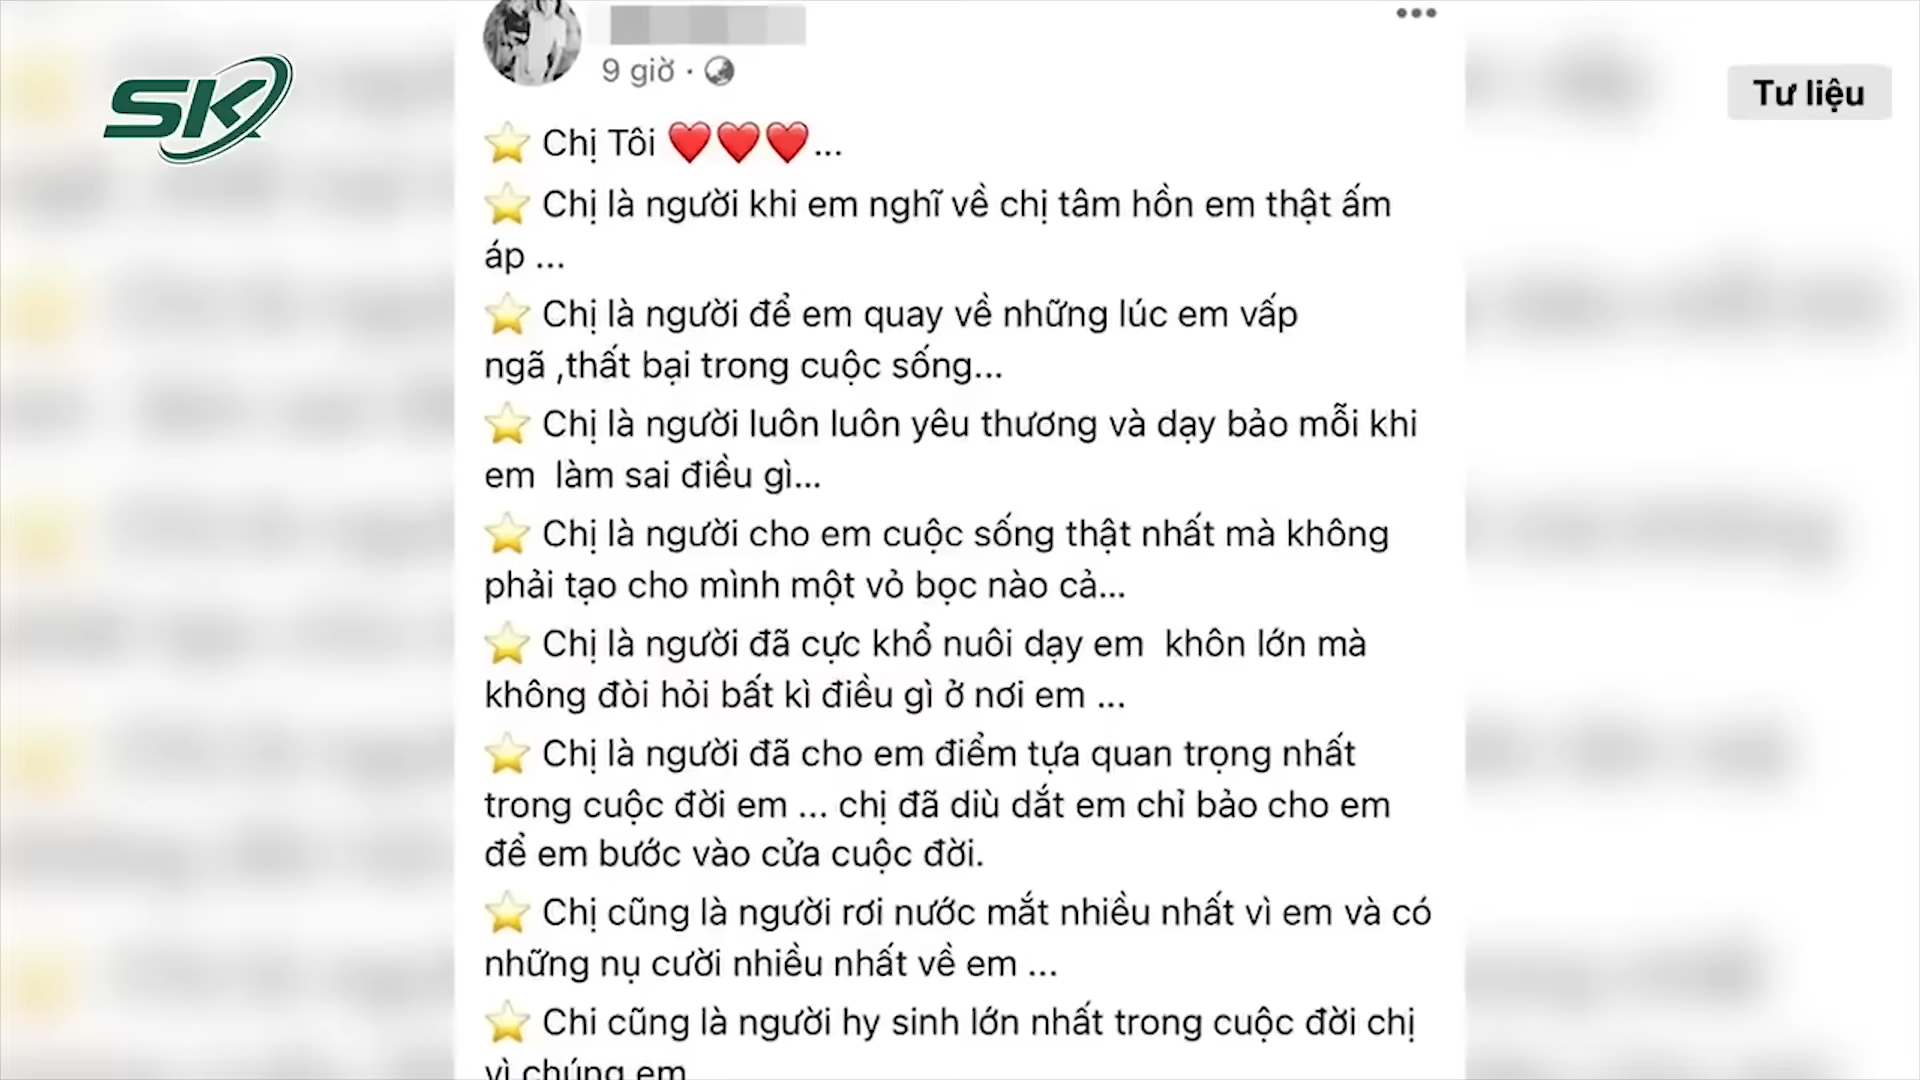 SK
Tư liệu
9 giờ ·
⭐ Chị Tôi ❤️❤️❤️...
⭐ Chị là người khi em nghĩ về chị tâm hồn em thật ấm
áp ...
⭐ Chị là người để em quay về những lúc em vấp
ngã ,thất bại trong cuộc sống...
⭐ Chị là người luôn luôn yêu thương và dạy bảo mỗi khi
em  làm sai điều gì...
⭐ Chị là người cho em cuộc sống thật nhất mà không
phải tạo cho mình một vỏ bọc nào cả...
⭐ Chị là người đã cực khổ nuôi dạy em  khôn lớn mà
không đòi hỏi bất kì điều gì ở nơi em ...
⭐ Chị là người đã cho em điểm tựa quan trọng nhất
trong cuộc đời em ... chị đã diù dắt em chỉ bảo cho em
để em bước vào cửa cuộc đời.
⭐ Chị cũng là người rơi nước mắt nhiều nhất vì em và có
những nụ cười nhiều nhất về em ...
⭐ Chi cũng là người hy sinh lớn nhất trong cuộc đời chị
vì chúng em